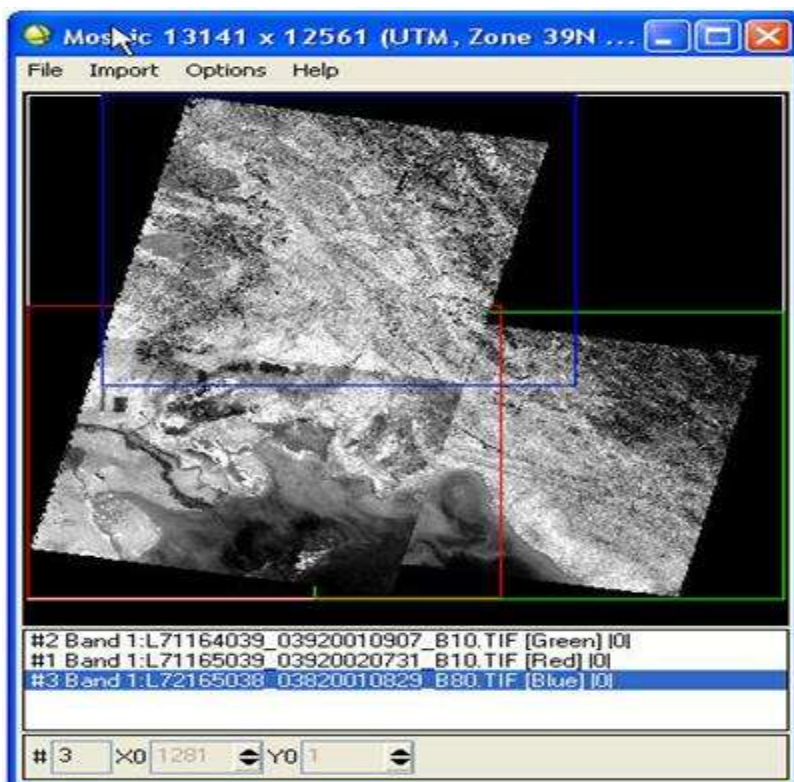 Mosaic 13141 x 12561 (UTM, Zone 39N ...
File Import Options Help
#2 Band 1:L71164039_03920010907_B10.TIF [Green] |0|
#1 Band 1:L71165039_03920020731_B10.TIF [Red] |0|
#3 Band 1:L72165038_03820010829_B80.TIF [Blue] |0|
# 3 X0 1281 Y0 1